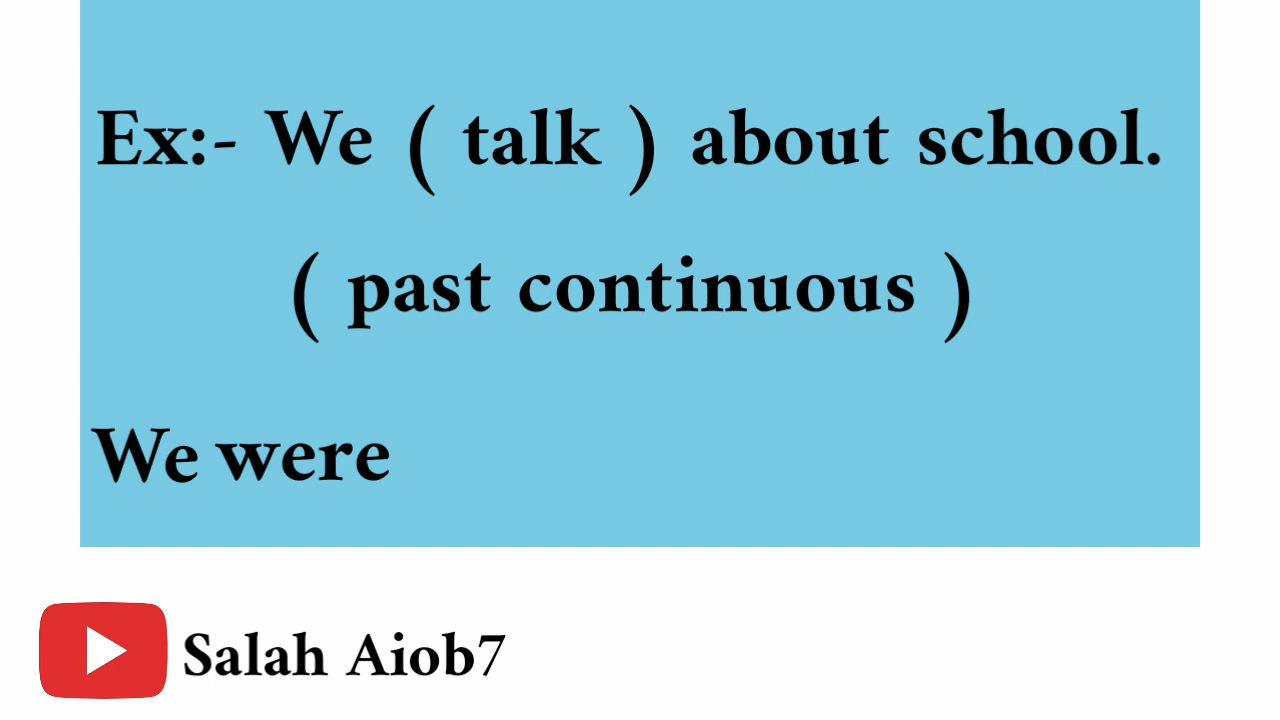 Ex:- We ( talk ) about school.
( past continuous )
We were
Salah Aiob7